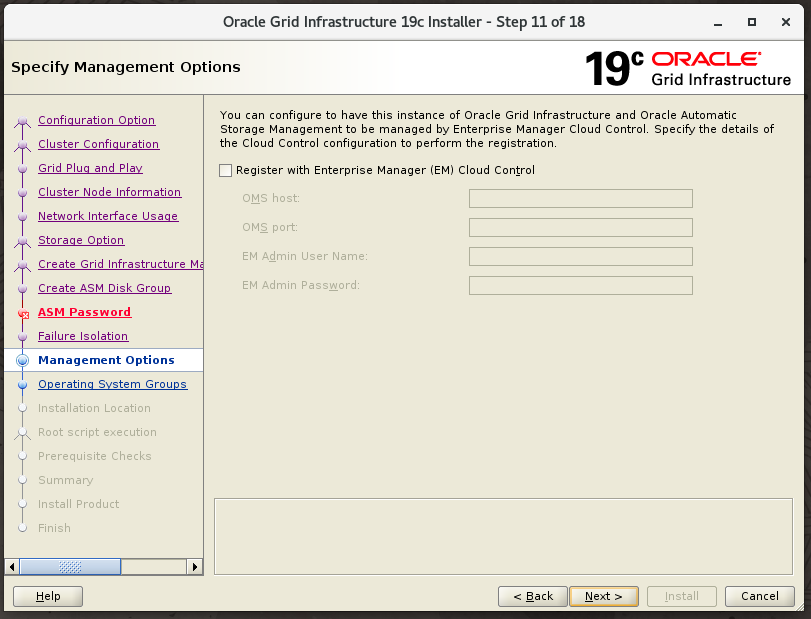 Oracle Grid Infrastructure 19c Installer - Step 11 of 18
Specify Management Options
19c ORACLE
Grid Infrastructure
Configuration Option
Cluster Configuration
Grid Plug and Play
Cluster Node Information
Network Interface Usage
Storage Option
Create Grid Infrastructure Ma
Create ASM Disk Group
ASM Password
Failure Isolation
Management Options
Operating System Groups
Installation Location
Root script execution
Prerequisite Checks
Summary
Install Product
Finish
You can configure to have this instance of Oracle Grid Infrastructure and Oracle Automatic
Storage Management to be managed by Enterprise Manager Cloud Control. Specify the details of
the Cloud Control configuration to perform the registration.
Register with Enterprise Manager (EM) Cloud Control
OMS host:
OMS port:
EM Admin User Name:
EM Admin Password:
Help
< Back
Next >
Install
Cancel